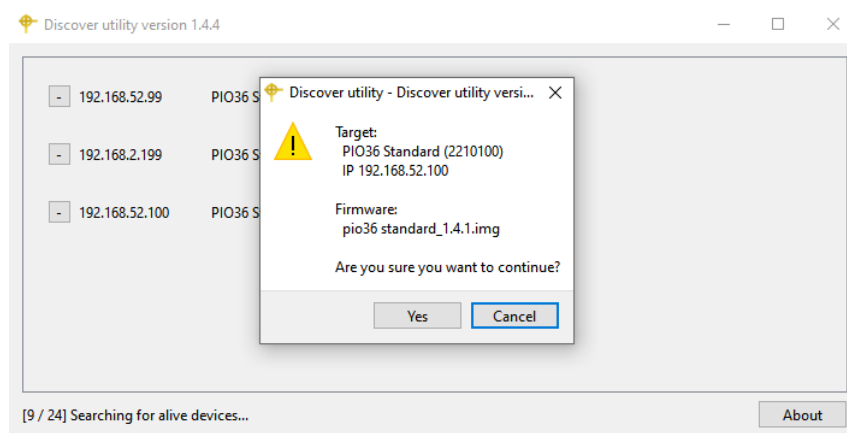 Discover utility version 1.4.4
- 192.168.52.99 PIO36 S
- 192.168.2.199 PIO36 S
- 192.168.52.100 PIO36 S
Discover utility - Discover utility versi...
Target:
PIO36 Standard (2210100)
IP 192.168.52.100
Firmware:
pio36 standard_1.4.1.img
Are you sure you want to continue?
Yes Cancel
[9 / 24] Searching for alive devices...
About